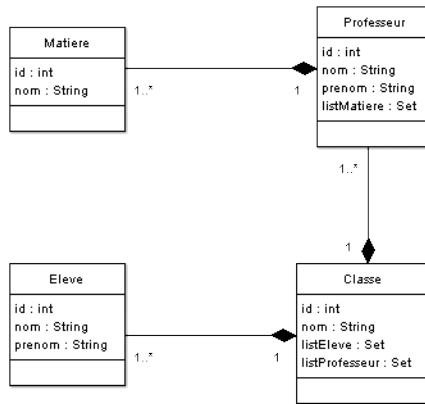 Professeur
id : int
nom : String
prenom : String
listMatiere : Set
Matiere
id : int
nom : String
1..*
1
1..*
1
Eleve
id : int
nom : String
prenom : String
1..*
1
Classe
id : int
nom : String
listEleve : Set
listProfesseur : Set